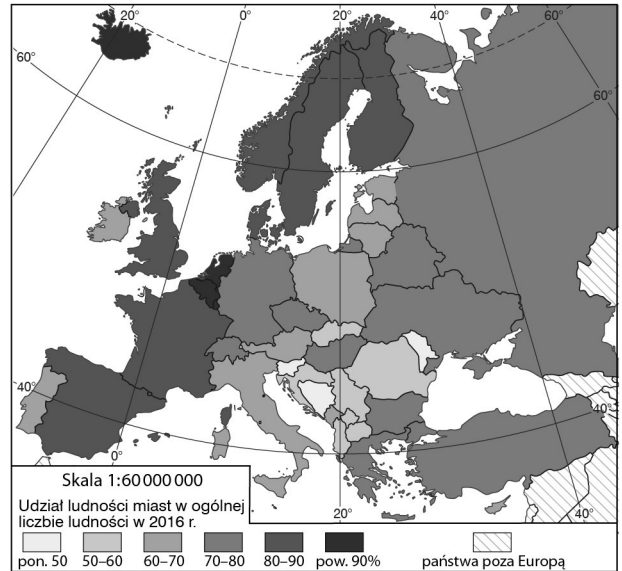 20° 0° 20° 40° 60°
60°
60°
40°
40°
0°
20°
40°
Skala 1:60 000 000
Udział ludności miast w ogólnej
liczbie ludności w 2016 r.
pon. 50 50–60 60–70 70–80 80–90 pow. 90% państwa poza Europą